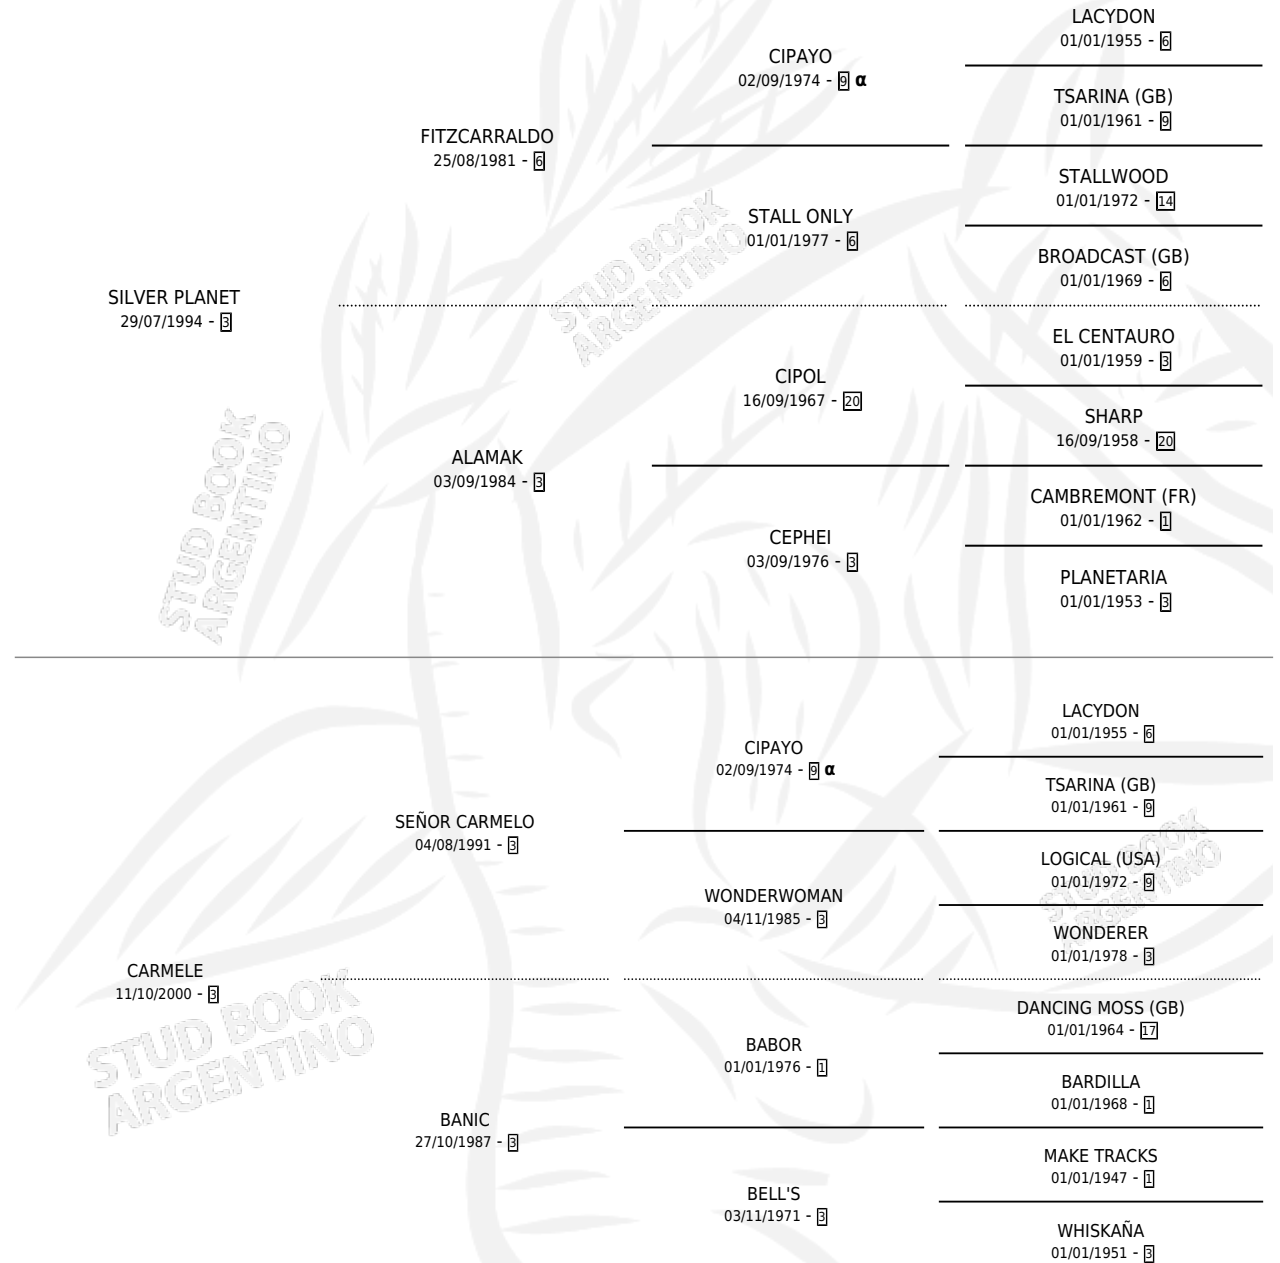 LACYDON
01/01/1955 - 6
CIPAYO
02/09/1974 - 9 α
TSARINA (GB)
01/01/1961 - 9
FITZCARRALDO
25/08/1981 - 6
STALLWOOD
01/01/1972 - 14
STALL ONLY
01/01/1977 - 6
BROADCAST (GB)
01/01/1969 - 6
SILVER PLANET
29/07/1994 - 3
EL CENTAURO
01/01/1959 - 3
CIPOL
16/09/1967 - 20
SHARP
16/09/1958 - 20
ALAMAK
03/09/1984 - 3
CAMBREMONT (FR)
01/01/1962 - 1
CEPHEI
03/09/1976 - 3
PLANETARIA
01/01/1953 - 3
STUD BOOK
ARGENTINO
STUD BOOK
ARGENTINO
LACYDON
01/01/1955 - 6
CIPAYO
02/09/1974 - 9 α
TSARINA (GB)
01/01/1961 - 9
SEÑOR CARMELO
04/08/1991 - 3
LOGICAL (USA)
01/01/1972 - 9
WONDERWOMAN
04/11/1985 - 3
WONDERER
01/01/1978 - 3
CARMELE
11/10/2000 - 3
DANCING MOSS (GB)
01/01/1964 - 17
BABOR
01/01/1976 - 1
BARDILLA
01/01/1968 - 1
BANIC
27/10/1987 - 3
MAKE TRACKS
01/01/1947 - 1
BELL'S
03/11/1971 - 3
WHISKAÑA
01/01/1951 - 3
STUD BOOK
ARGENTINO
STUD BOOK
ARGENTINO